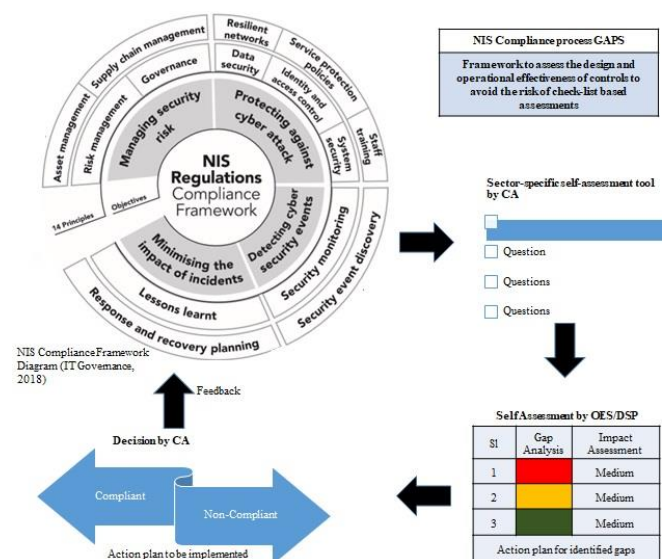 Resilient
networks
Service protection
policies
Supply chain management
Asset management
Data
security
Identity and
access control
Governance
Risk management
System
security
Staff
training
Managing security
risk
Protecting against
cyber attack
NIS
Regulations
Compliance
Framework
14 Principles
Objectives
Minimising the
impact of incidents
Detecting cyber
security events
Security monitoring
Security event discovery
Lessons learnt
Response and recovery planning
NIS Compliance Framework
Diagram (IT Governance,
2018)
NIS Compliance process GAPS
Framework to assess the design and
operational effectiveness of controls to
avoid the risk of check-list based
assessments
Sector-specific self-assessment tool
by CA
Question
Questions
Questions
Self Assessment by OES/DSP
Sl Gap Analysis Impact Assessment
1 Medium
2 Medium
3 Medium
Action plan for identified gaps
Feedback
Decision by CA
Compliant
Non-Compliant
Action plan to be implemented